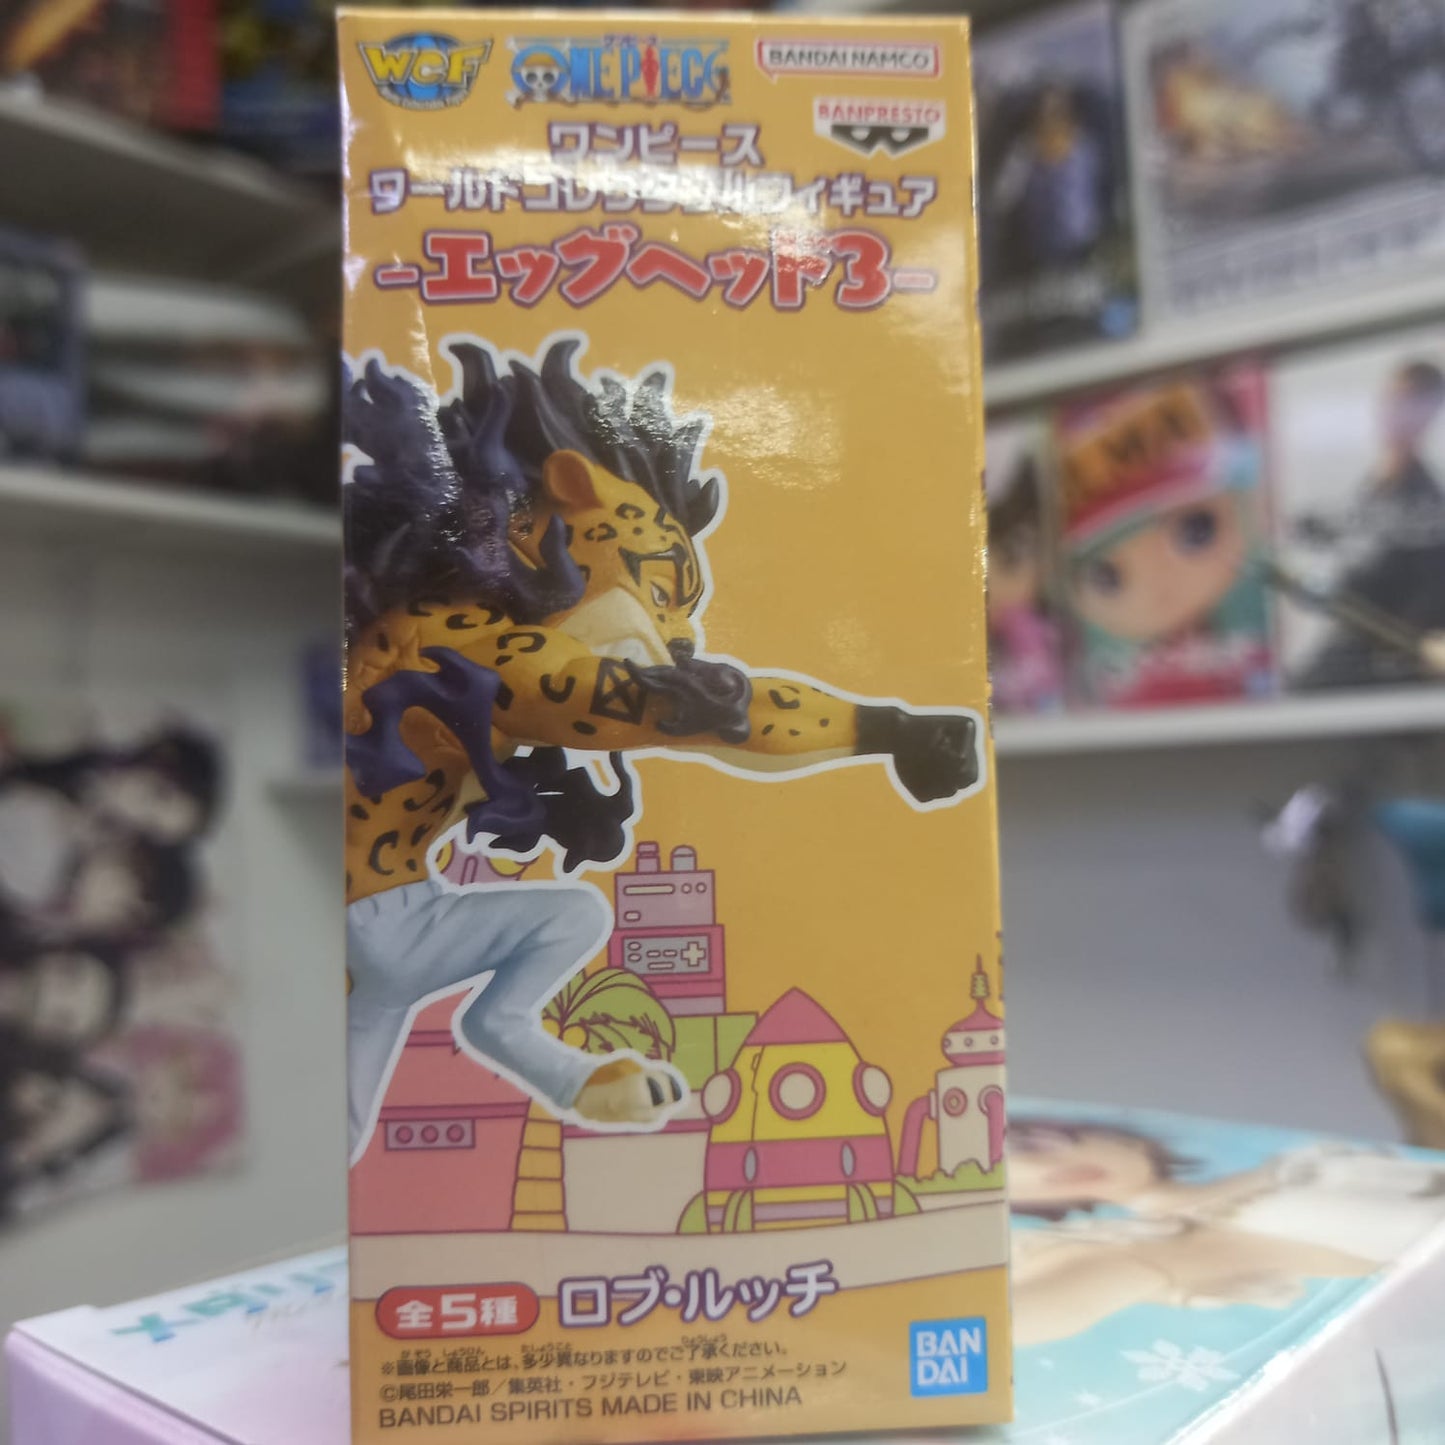 WCF
ONE PIECE
BANDAI NAMCO
BANPRESTO
ワンピース
ワールドコレクタブルフィギュア
-エッグヘッド3-
全5種 ロブ・ルッチ
※画像と商品とは、多少異なりますのでご了承ください。
©尾田栄一郎／集英社・フジテレビ・東映アニメーション
BANDAI SPIRITS MADE IN CHINA
BAN
DAI